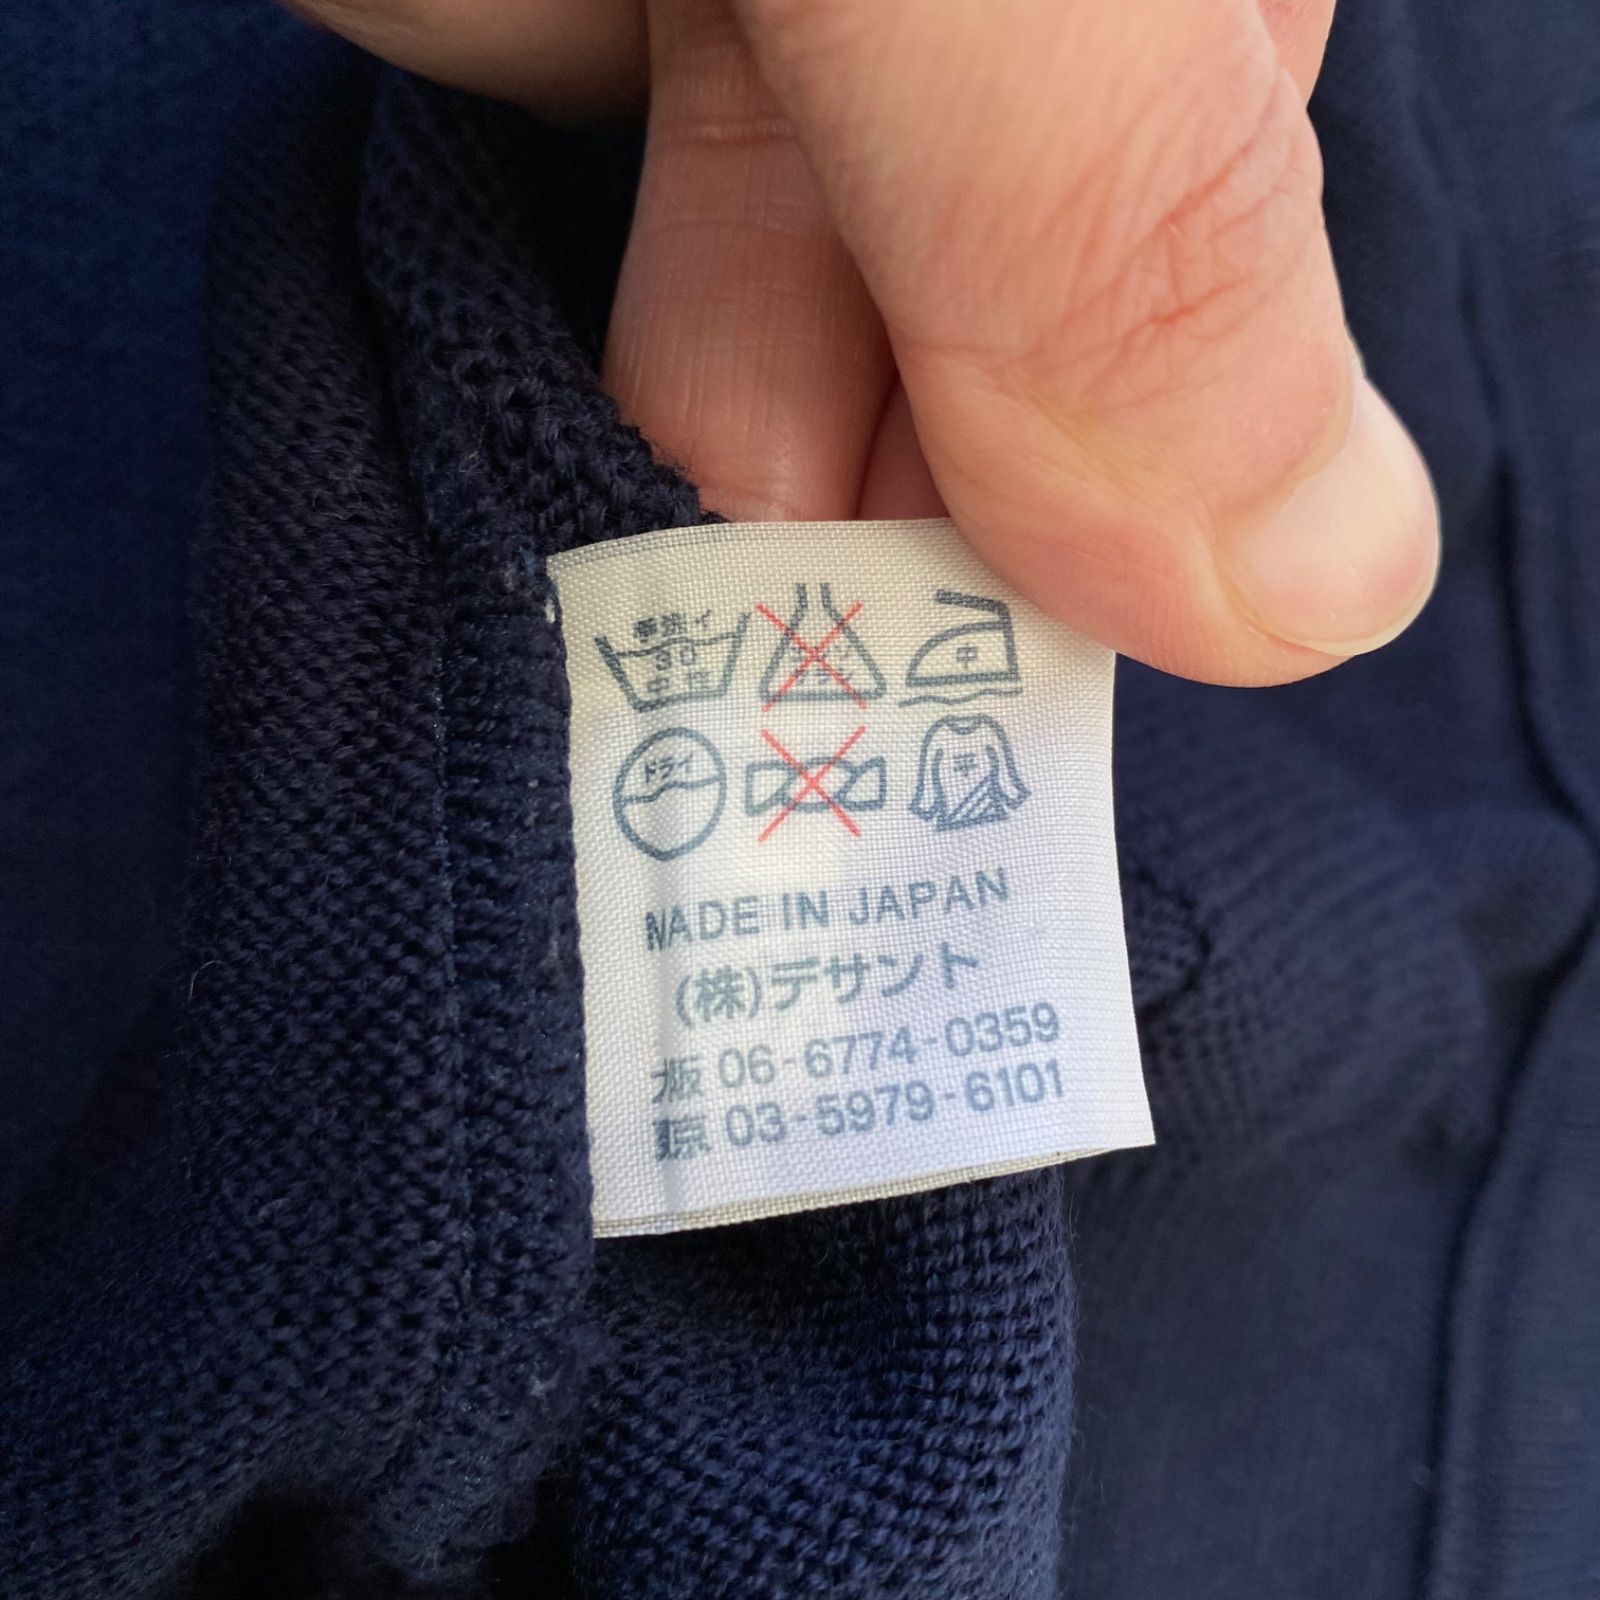 手洗イ 中
30
中性
ドライ 平
MADE IN JAPAN
(株)デサント
大阪 06-6774-0359
東京 03-5979-6101